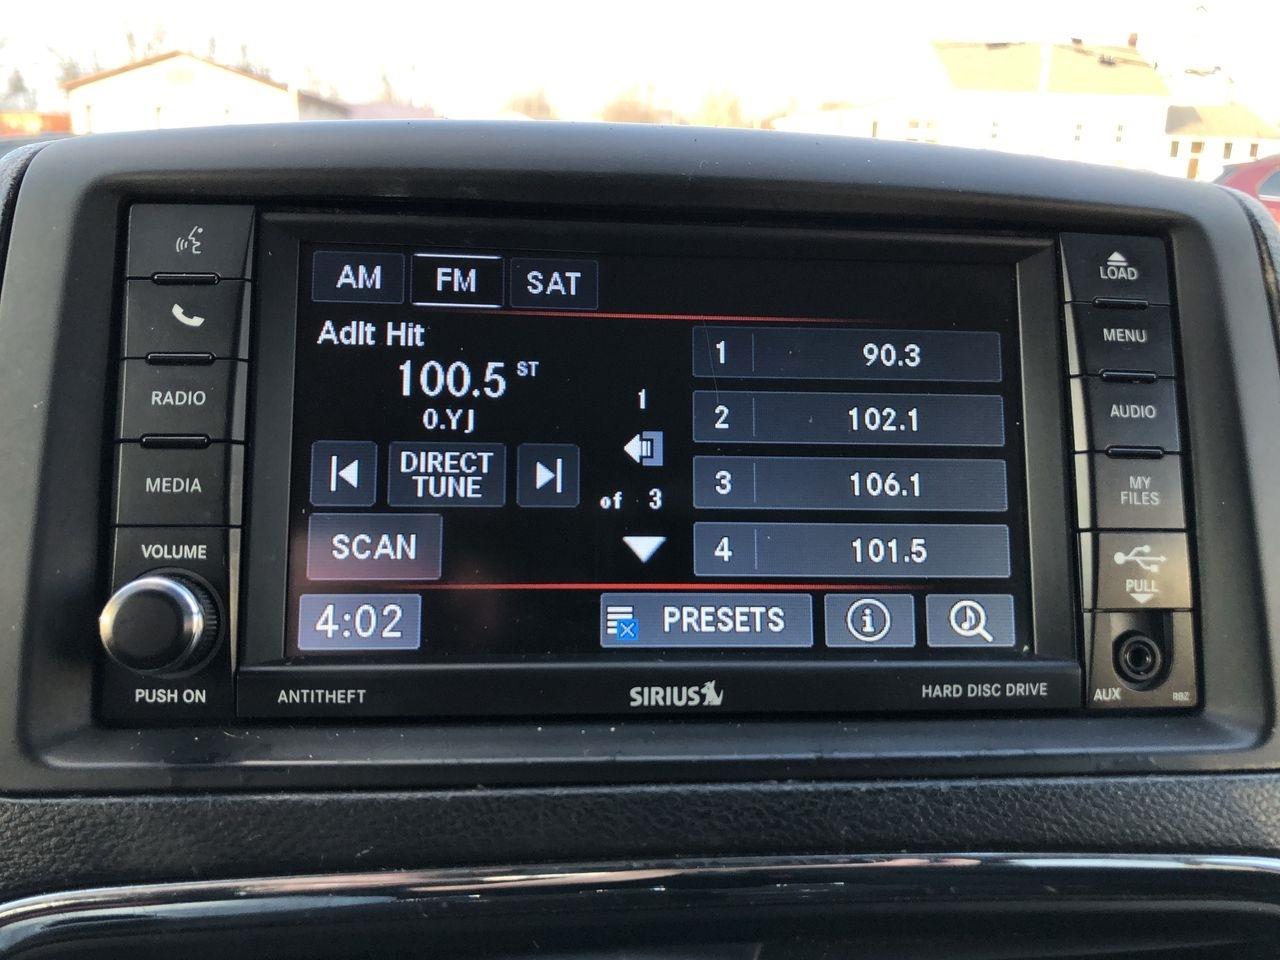 AM FM SAT
Adlt Hit
100.5 ST
0.YJ
DIRECT
TUNE
SCAN
4:02
1
of 3
1 90.3
2 102.1
3 106.1
4 101.5
PRESETS
i
RADIO
MEDIA
VOLUME
PUSH ON
ANTITHEFT
SIRIUS
HARD DISC DRIVE
LOAD
MENU
AUDIO
MY
FILES
PULL
AUX
RBZ